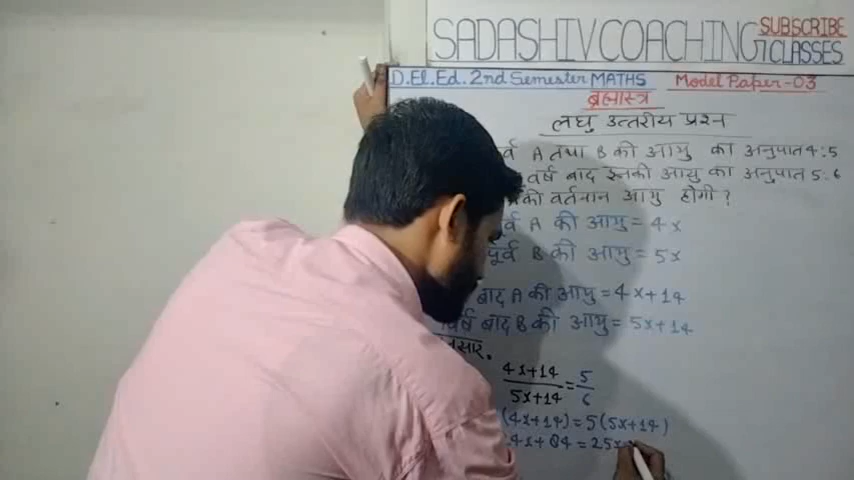 SADASHIV COACHING CLASSES
SUBSCRIBE
D.El.Ed. 2nd Semester MATHS Model Paper-03
ब्रह्मास्त्र
लघु उत्तरीय प्रश्न
A तथा B की आयु का अनुपात 4:5
वर्ष बाद इनकी आयु का अनुपात 5:6
की वर्तमान आयु होगी ?
पूर्व A की आयु = 4x
पूर्व B की आयु = 5x
बाद A की आयु = 4x+14
वर्ष बाद B की आयु = 5x+14
4x+14 / 5x+14 = 5/6
(4x+14) = 5(5x+14)
4x+84 = 25x